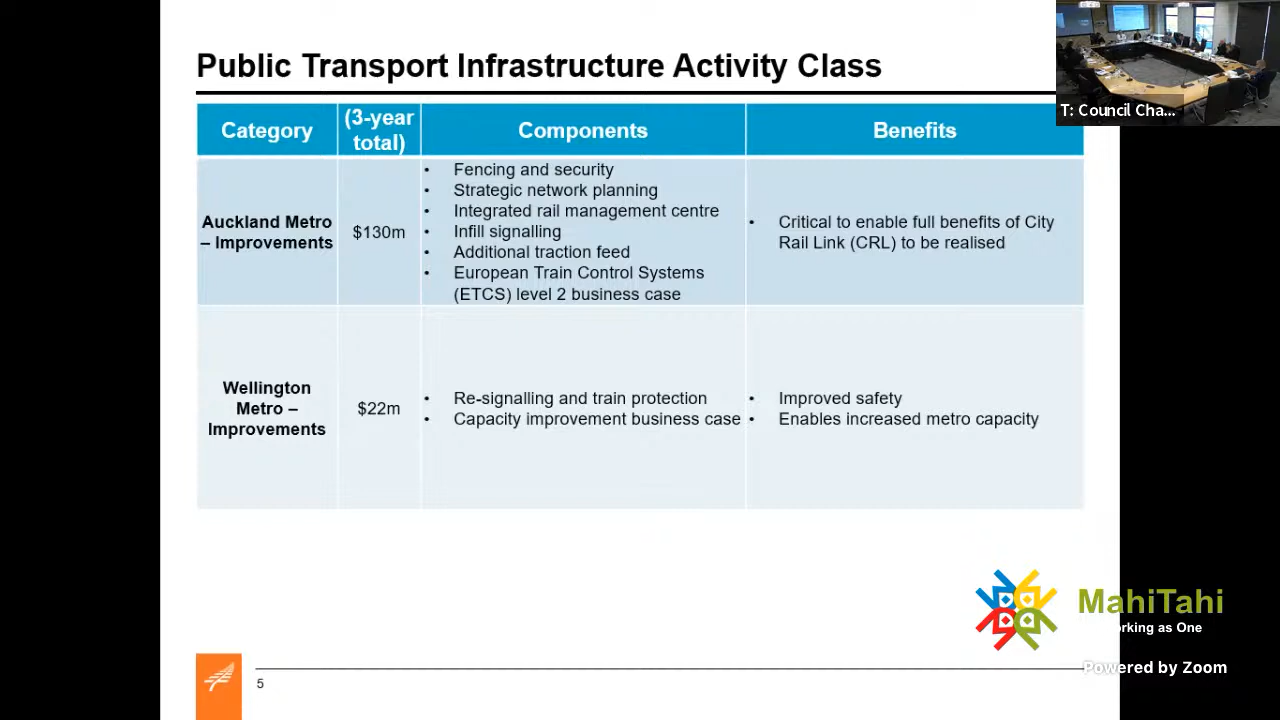 Public Transport Infrastructure Activity Class
T: Council Cha...
Category
(3-year
total)
Components
Benefits
Auckland Metro
– Improvements
$130m
• Fencing and security
• Strategic network planning
• Integrated rail management centre
• Infill signalling
• Additional traction feed
• European Train Control Systems
(ETCS) level 2 business case
• Critical to enable full benefits of City
Rail Link (CRL) to be realised
Wellington
Metro –
Improvements
$22m
• Re-signalling and train protection
• Capacity improvement business case
• Improved safety
• Enables increased metro capacity
MahiTahi
orking as One
Powered by Zoom
5